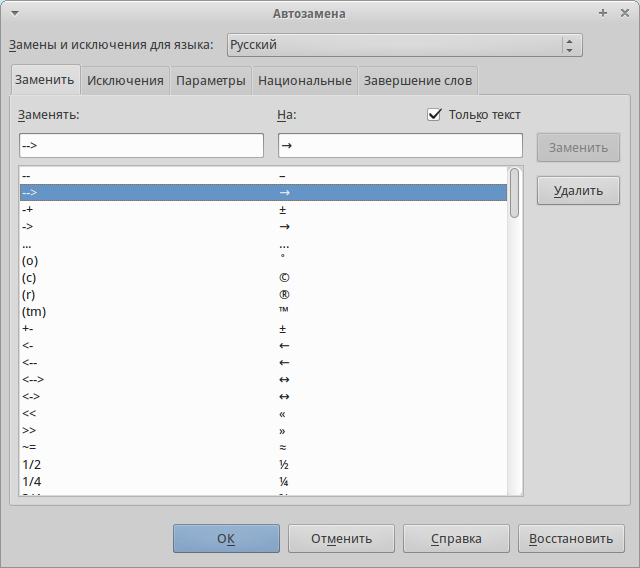 Автозамена
Замены и исключения для языка: Русский
Заменить Исключения Параметры Национальные Завершение слов
Заменять: На: Только текст
--> → Заменить
-- –
--> → Удалить
-+ ±
-> →
... …
(o) ˚
(c) ©
(r) ®
(tm) ™
+- ±
<- ←
<-- ←
<--> ↔
<-> ↔
<< «
>> »
~= ≈
1/2 ½
1/4 ¼
OK Отменить Справка Восстановить